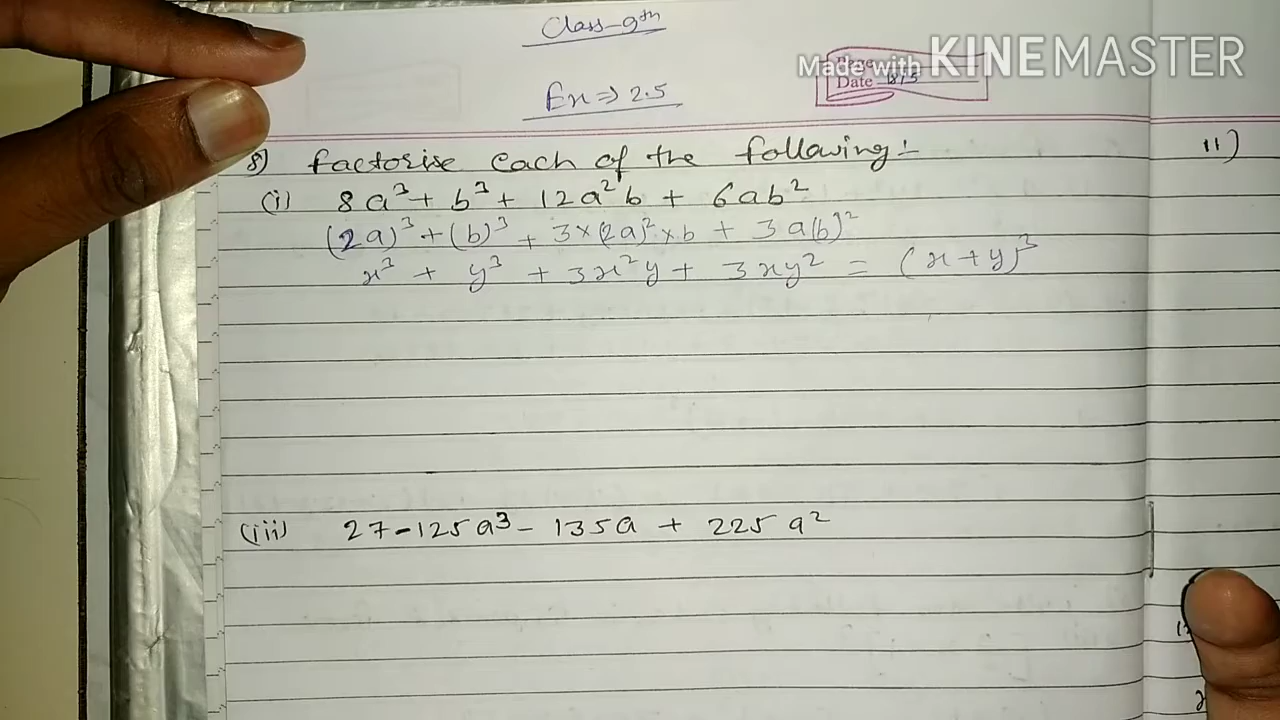 Class-9th
Made with KINEMASTER
Date
Ex => 2.5
8) factorise each of the following:-
(i) 8a³ + b³ + 12a²b + 6ab²
(2a)³ + (b)³ + 3×(2a)²×b + 3a(b)²
x³ + y³ + 3x²y + 3xy² = (x+y)³
(iii) 27-125a³ - 135a + 225a²
11)